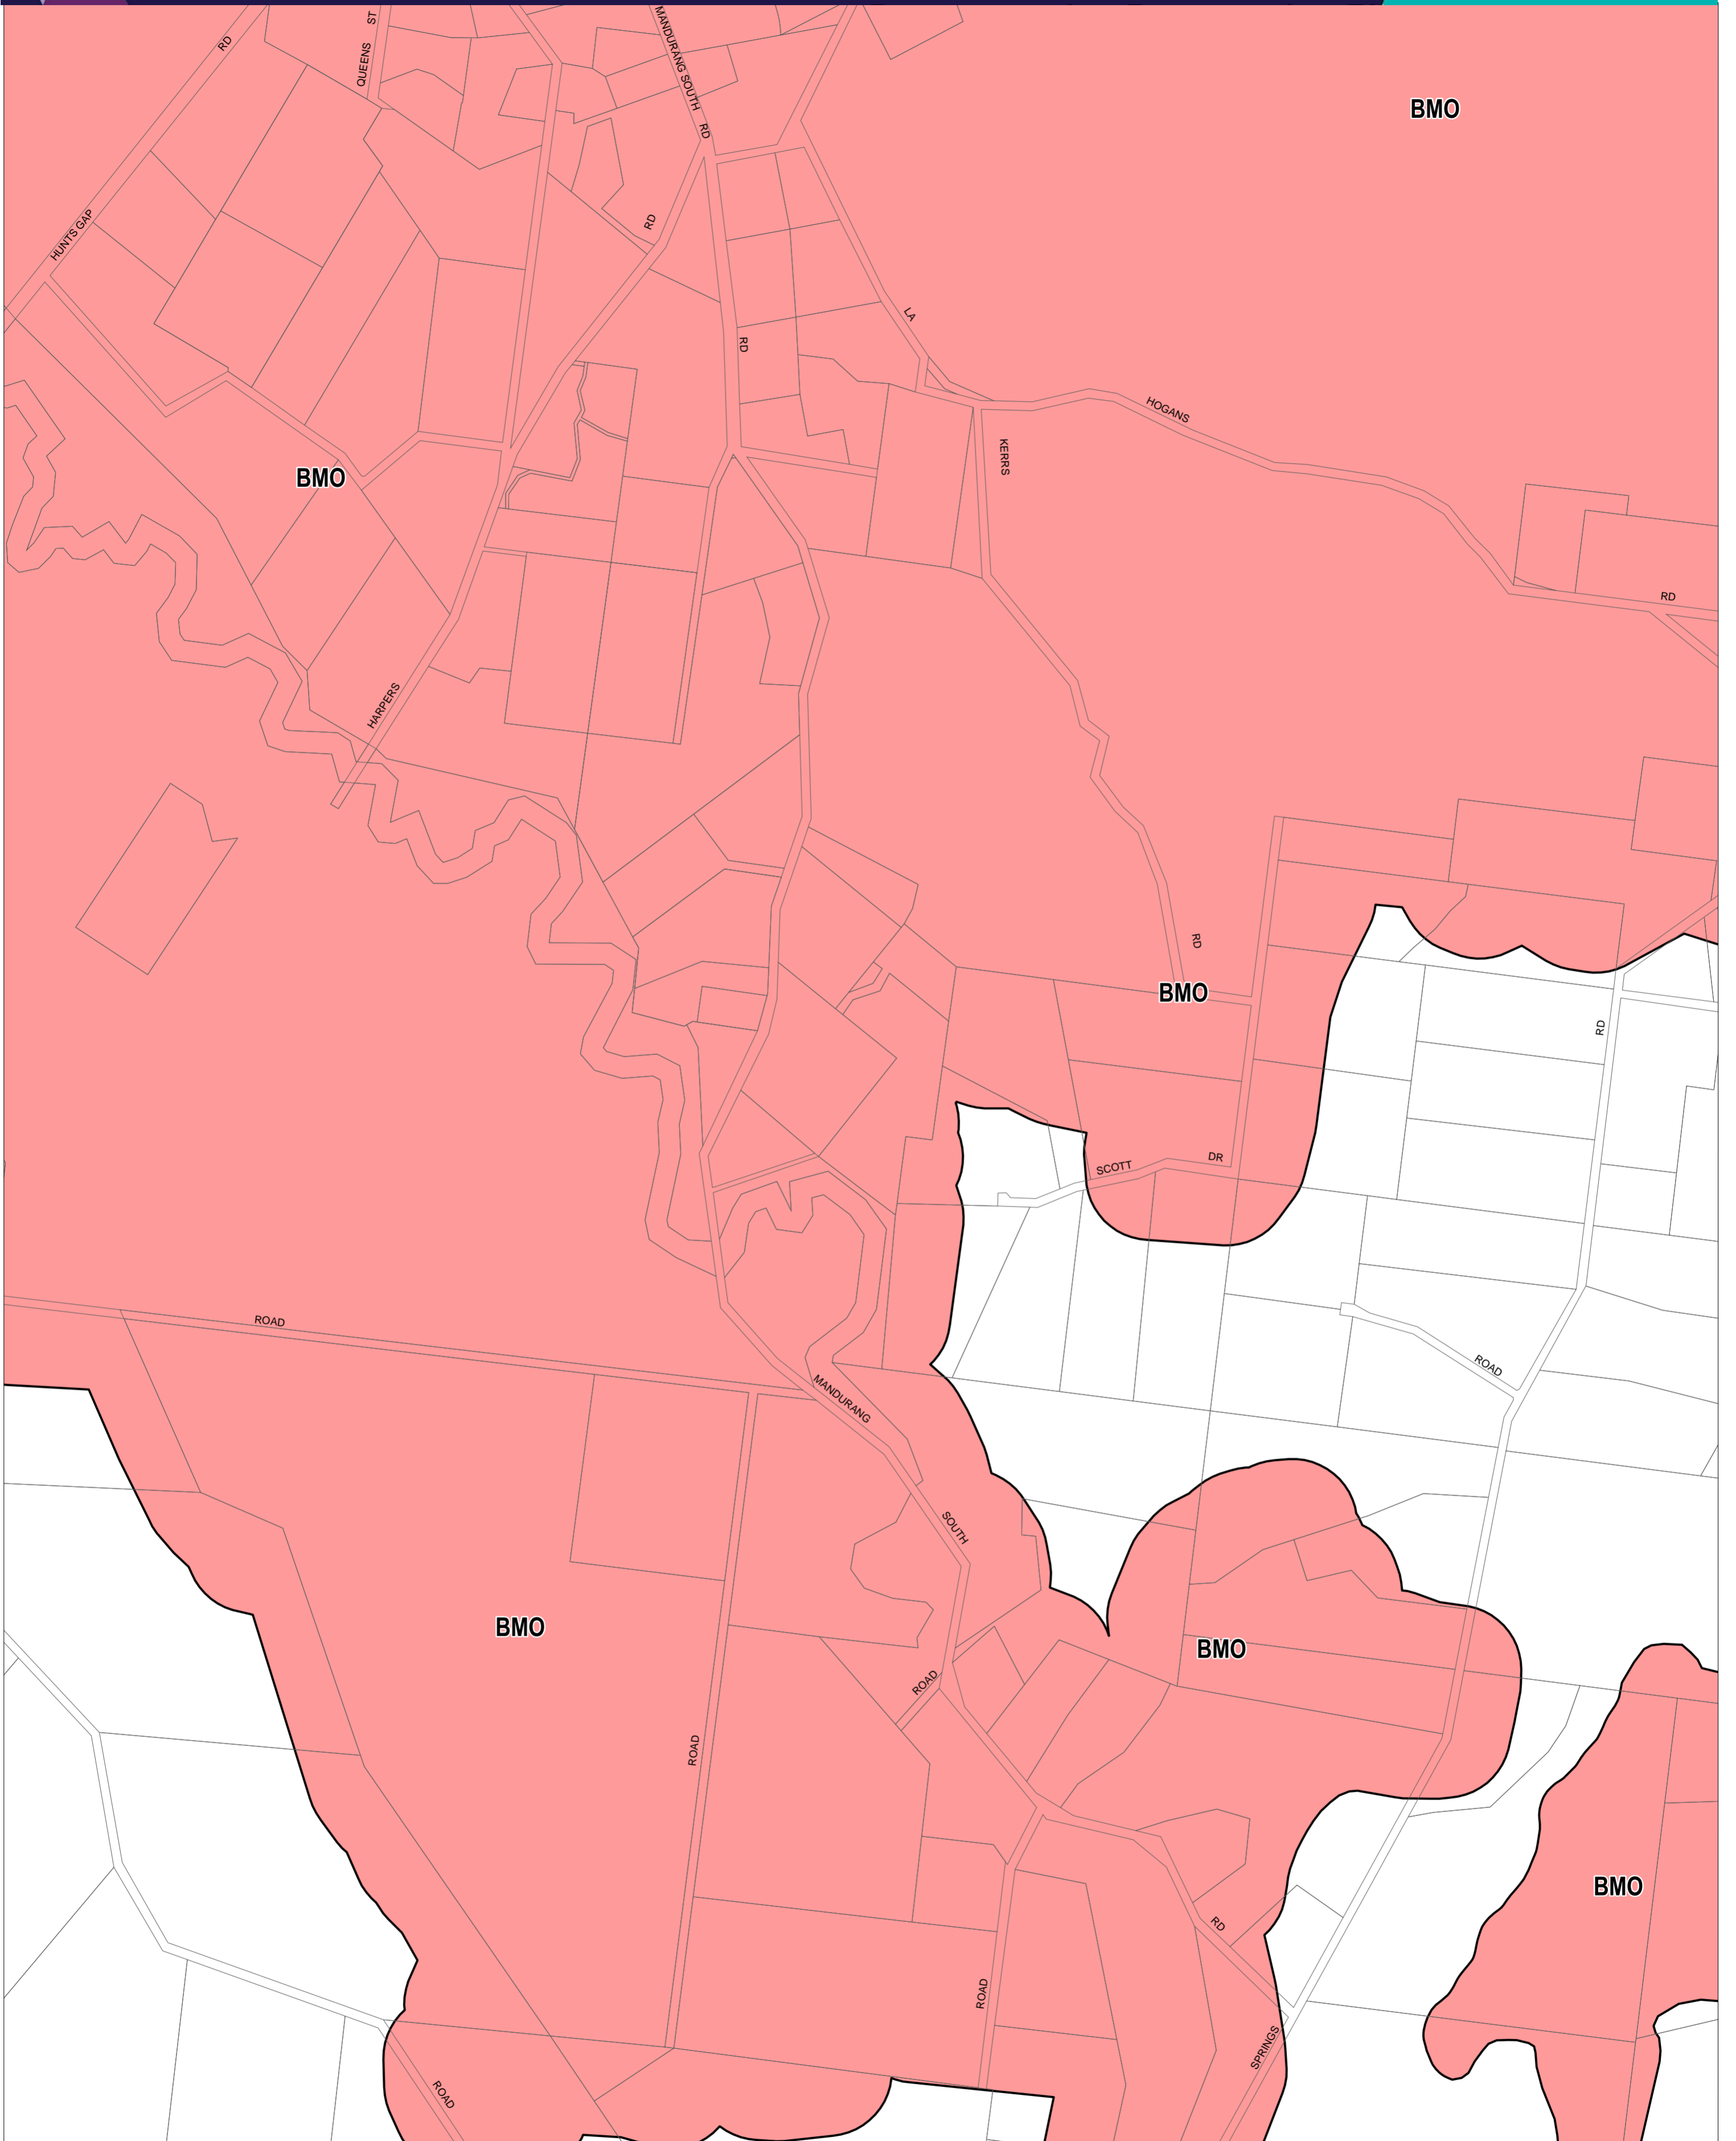 QUEENS ST
MANDURANG SOUTH RD
RD
BMO
HUNTS GAP
RD
LA
RD
HOGANS
KERRS
BMO
RD
HARPERS
RD
BMO
RD
SCOTT DR
ROAD
ROAD
MANDURANG
SOUTH
BMO
BMO
ROAD
ROAD
BMO
RD
ROAD
SPRINGS
ROAD